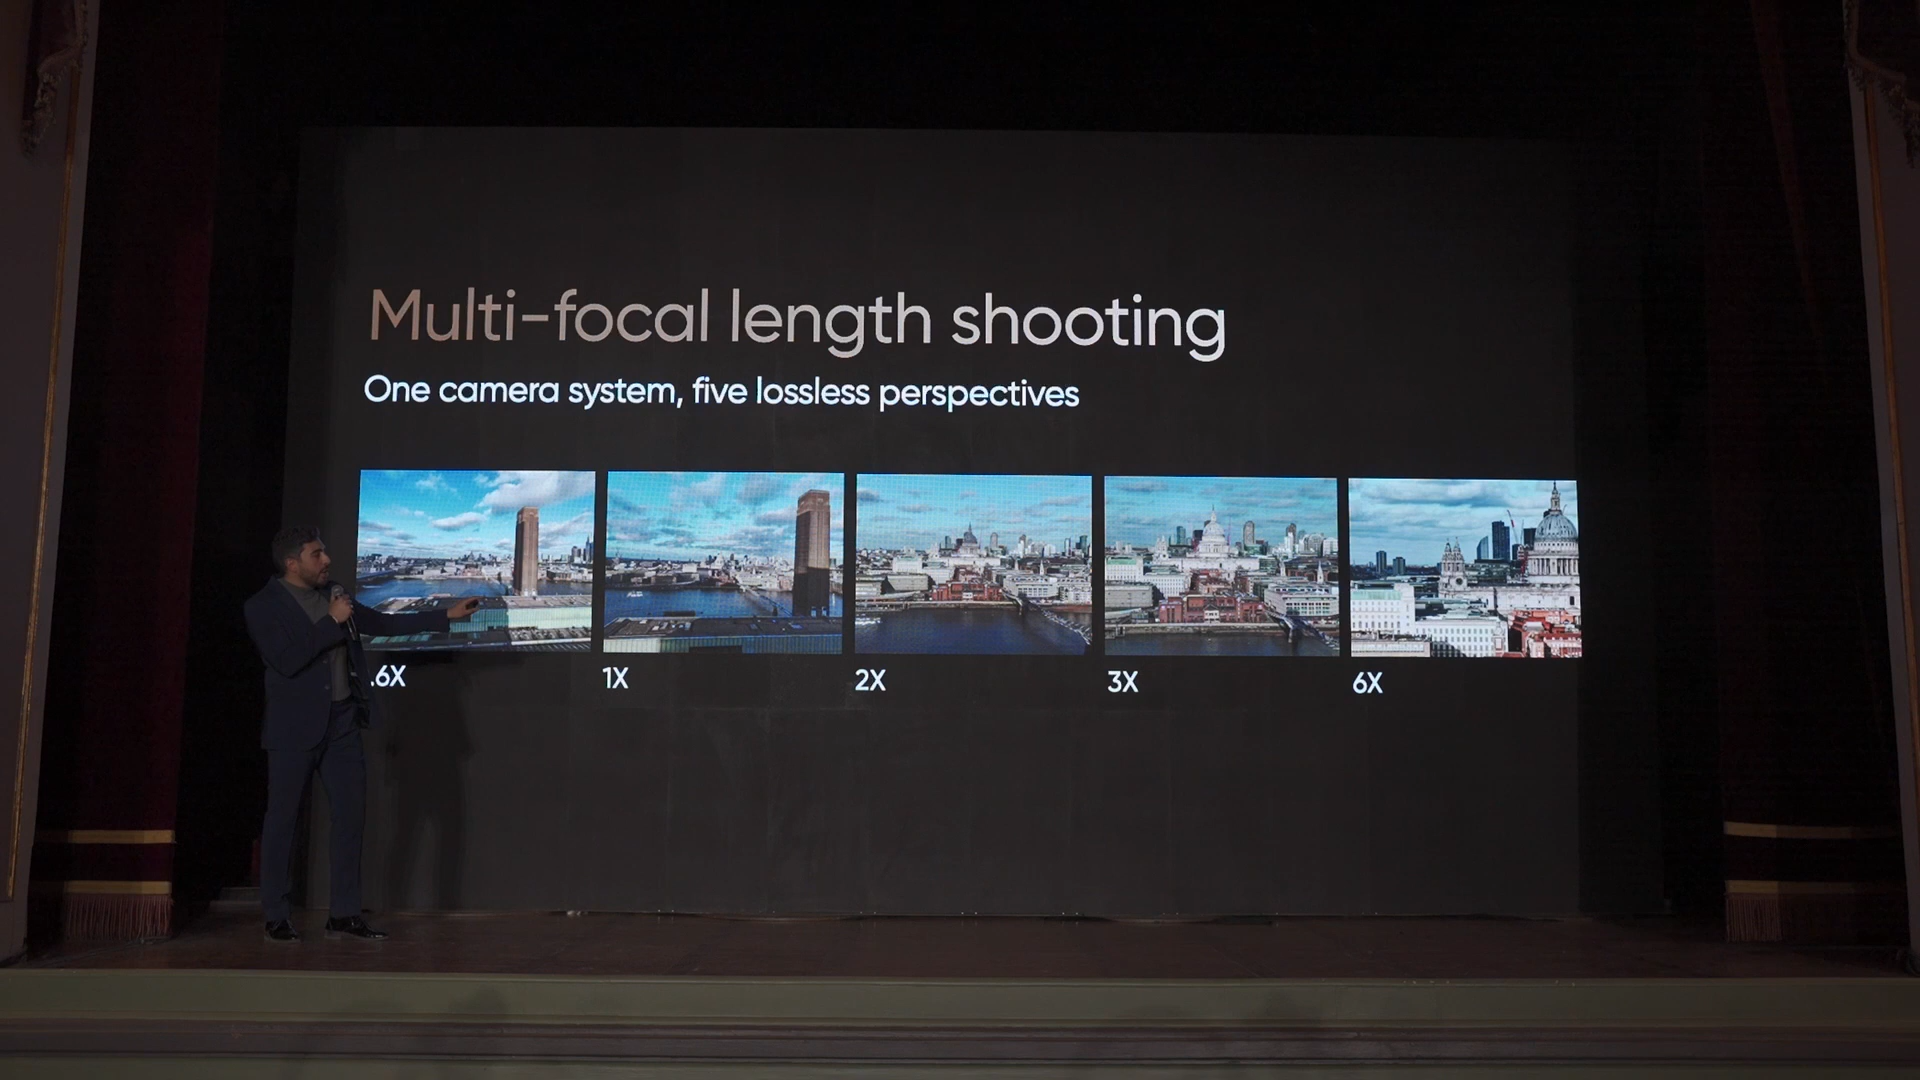 Multi-focal length shooting
One camera system, five lossless perspectives
.6X
1X
2X
3X
6X